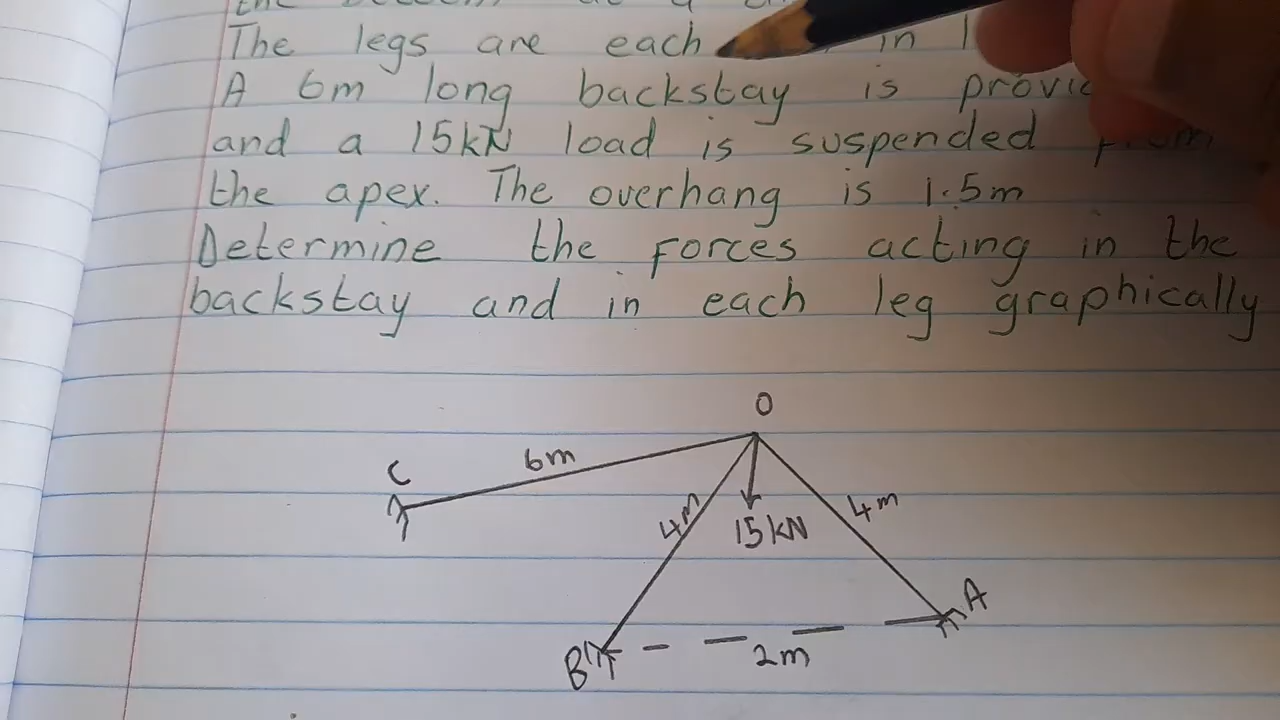 The legs are each in
A 6m long backstay is
and a 15kN load is suspended
the apex. The overhang is 1.5m
Determine the forces acting in the
backstay and in each leg graphically
O
C
6m
4m
4m
15kN
A
B
2m